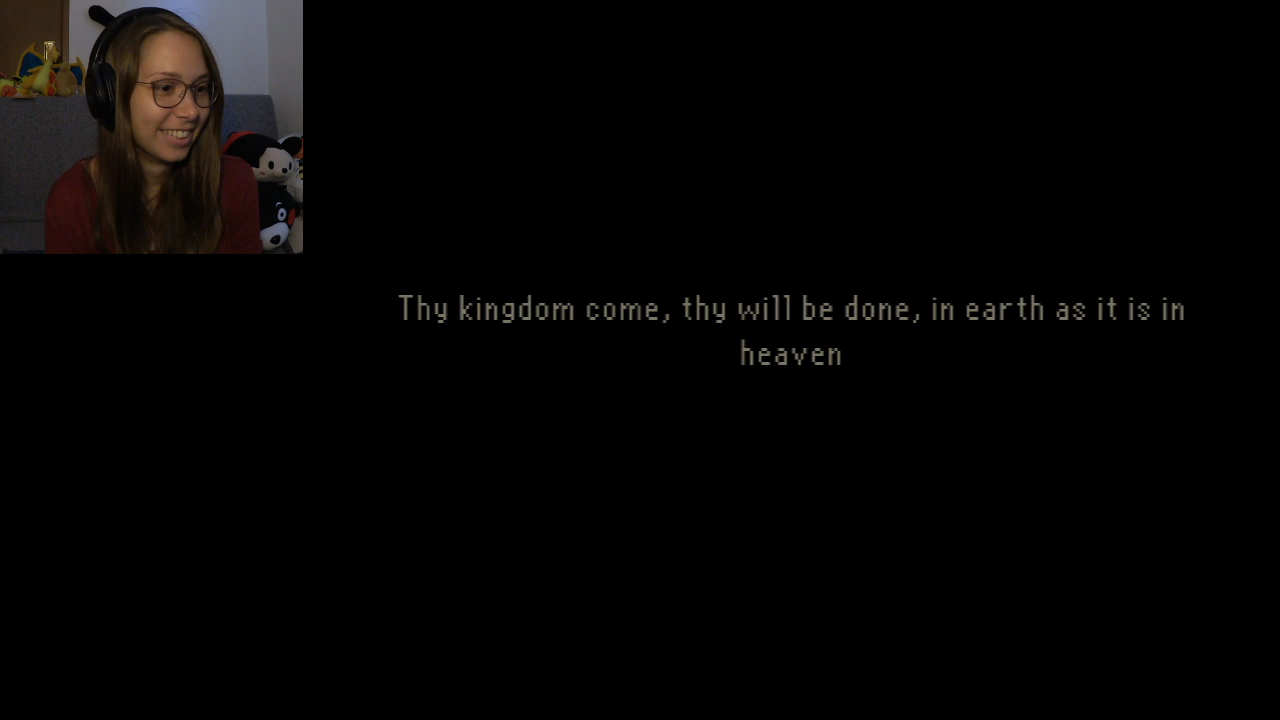 Thy kingdom come, thy will be done, in earth as it is in
heaven